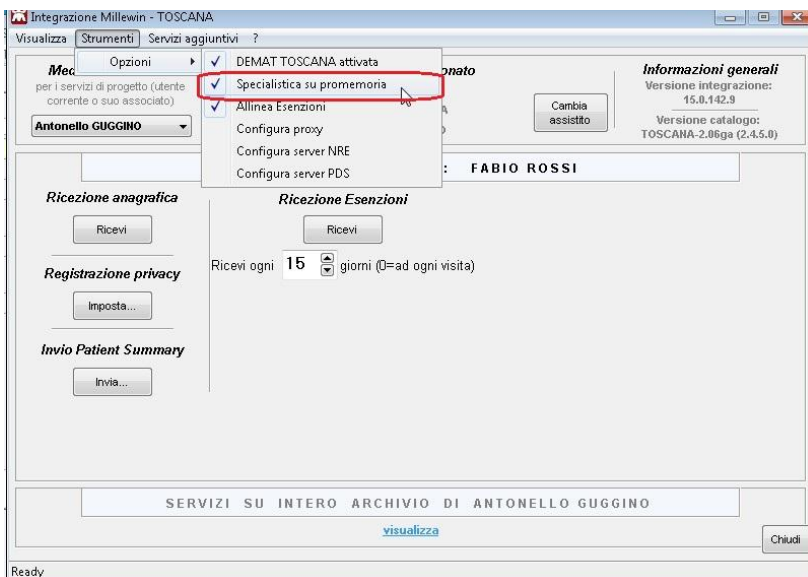 Integrazione Millewin - TOSCANA
Visualizza Strumenti Servizi aggiuntivi ?
Opzioni
DEMAT TOSCANA attivata
Specialistica su promemoria
Allinea Esenzioni
Configura proxy
Configura server NRE
Configura server PDS
per i servizi di progetto (utente
corrente o suo associato)
Antonello GUGGINO
Cambia
assistito
Informazioni generali
Versione integrazione:
15.0.142.9
Versione catalogo:
TOSCANA-2.06ga (2.4.5.0)
: FABIO ROSSI
Ricezione anagrafica
Ricevi
Registrazione privacy
Imposta...
Invio Patient Summary
Invia...
Ricezione Esenzioni
Ricevi
Ricevi ogni 15 giorni (0=ad ogni visita)
SERVIZI SU INTERO ARCHIVIO DI ANTONELLO GUGGINO
visualizza
Chiudi
Ready